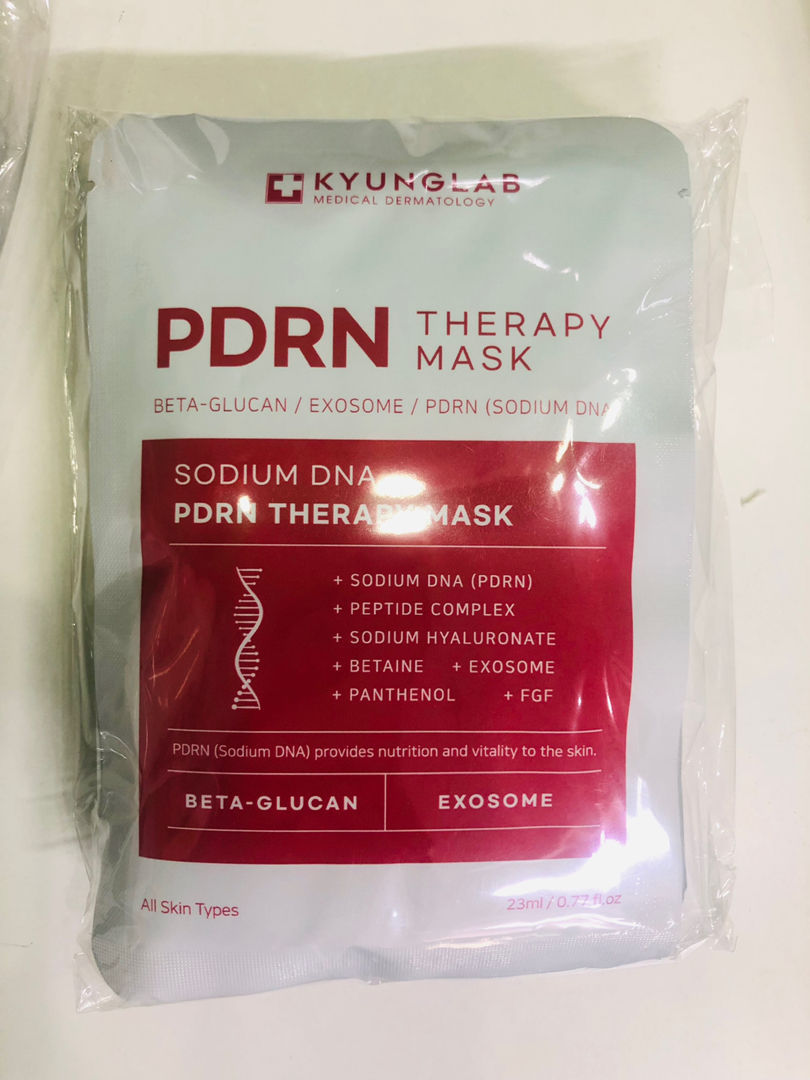 KYUNGLAB
MEDICAL DERMATOLOGY
PDRN THERAPY MASK
BETA-GLUCAN / EXOSOME / PDRN (SODIUM DNA
SODIUM DNA
PDRN THERAPY MASK
+ SODIUM DNA (PDRN)
+ PEPTIDE COMPLEX
+ SODIUM HYALURONATE
+ BETAINE + EXOSOME
+ PANTHENOL + FGF
PDRN (Sodium DNA) provides nutrition and vitality to the skin.
BETA-GLUCAN EXOSOME
All Skin Types 23ml / 0.77 fl.oz